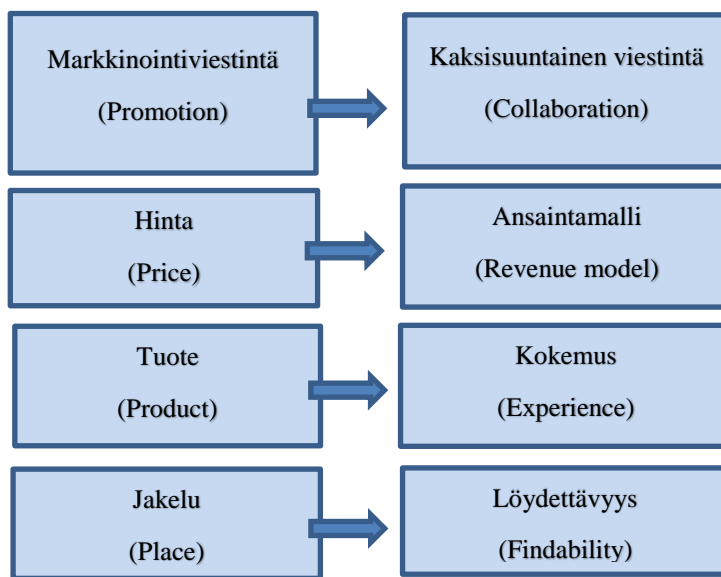 Markkinointiviestintä
(Promotion)
Kaksisuuntainen viestintä
(Collaboration)
Hinta
(Price)
Ansaintamalli
(Revenue model)
Tuote
(Product)
Kokemus
(Experience)
Jakelu
(Place)
Löydettävyys
(Findability)